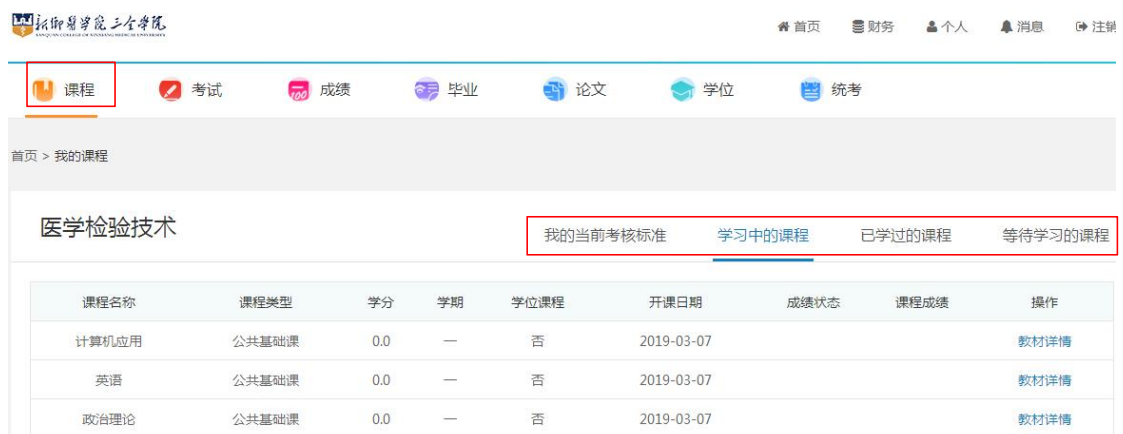 新乡医学院三全学院
SANQUAN COLLEGE OF XINXIANG MEDICAL UNIVERSITY
首页 财务 个人 消息 注销
课程 考试 成绩 毕业 论文 学位 统考
首页 > 我的课程
医学检验技术
我的当前考核标准 学习中的课程 已学过的课程 等待学习的课程
课程名称 课程类型 学分 学期 学位课程 开课日期 成绩状态 课程成绩 操作
计算机应用 公共基础课 0.0 — 否 2019-03-07 教材详情
英语 公共基础课 0.0 — 否 2019-03-07 教材详情
政治理论 公共基础课 0.0 — 否 2019-03-07 教材详情